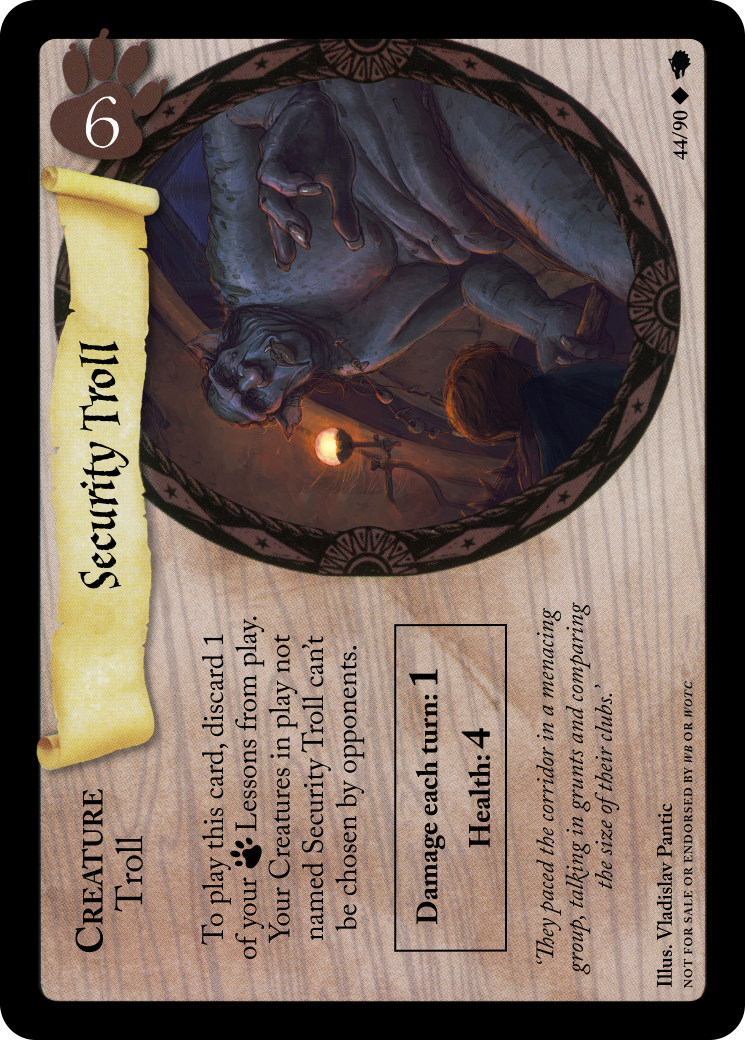 6
Security Troll
CREATURE
Troll
To play this card, discard 1
of your Lessons from play.
Your Creatures in play not
named Security Troll can't
be chosen by opponents.
Damage each turn: 1
Health: 4
'They paced the corridor in a menacing
group, talking in grunts and comparing
the size of their clubs.'
Illus. Vladislav Pantic
NOT FOR SALE OR ENDORSED BY WB OR WOTC
44/90